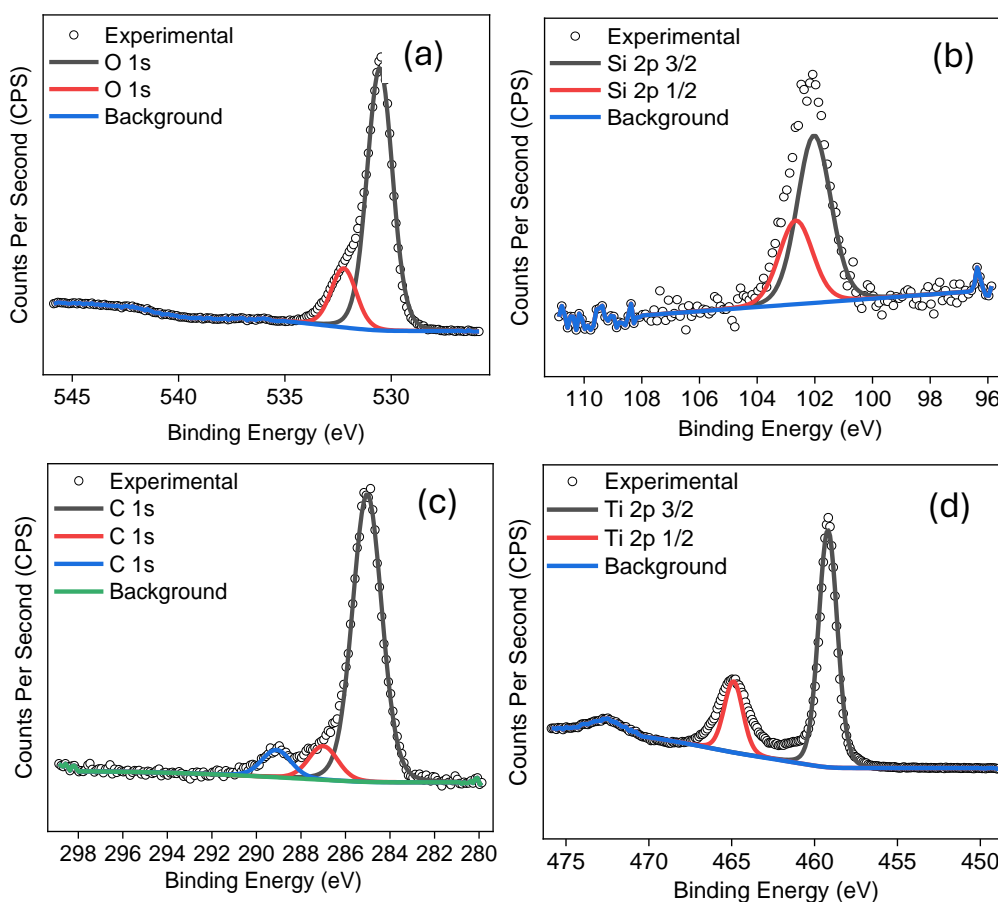 Experimental
O 1s
O 1s
Background
(a)
Counts Per Second (CPS)
545 540 535 530
Binding Energy (eV)
Experimental
Si 2p 3/2
Si 2p 1/2
Background
(b)
Counts Per Second (CPS)
110 108 106 104 102 100 98 96
Binding Energy (eV)
Experimental
C 1s
C 1s
C 1s
Background
(c)
Counts Per Second (CPS)
298 296 294 292 290 288 286 284 282 280
Binding Energy (eV)
Experimental
Ti 2p 3/2
Ti 2p 1/2
Background
(d)
Counts Per Second (CPS)
475 470 465 460 455 450
Binding Energy (eV)